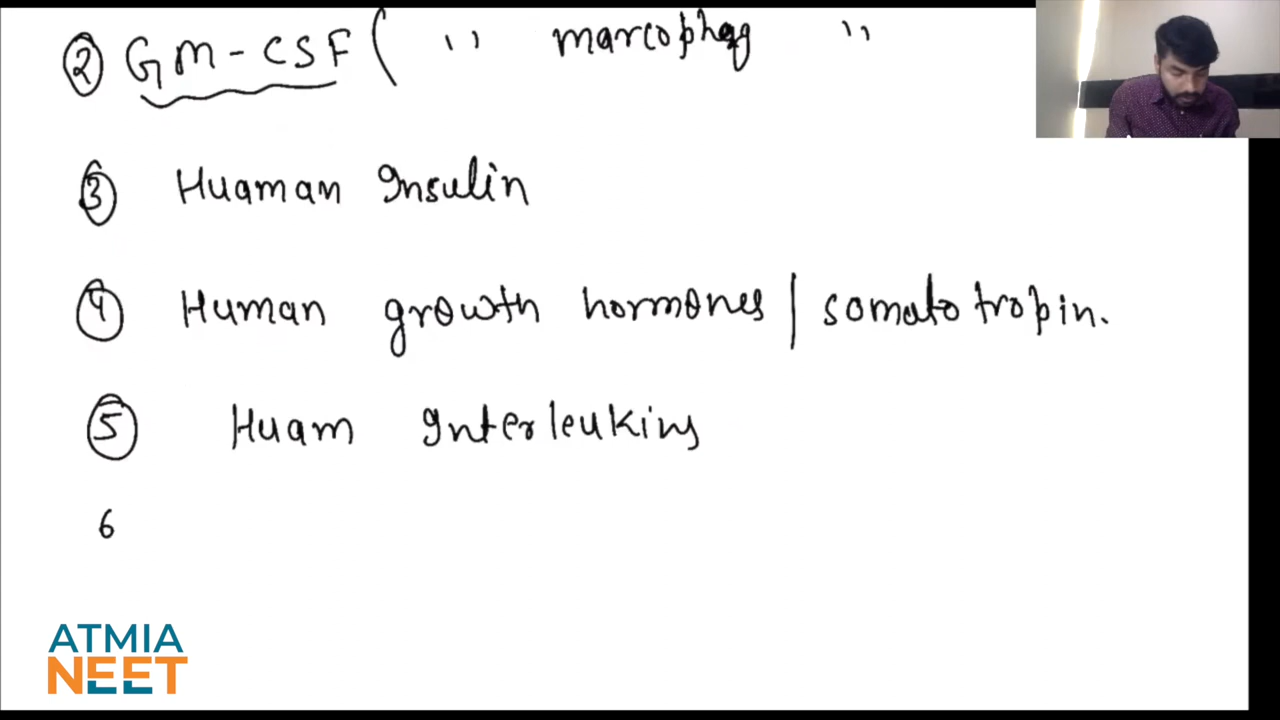 ② GM-CSF ( " marcophag "
③ Huaman Insulin
④ Human growth hormones | somatotropin.
⑤ Huam Interleukins
6
ATMIA
NEET